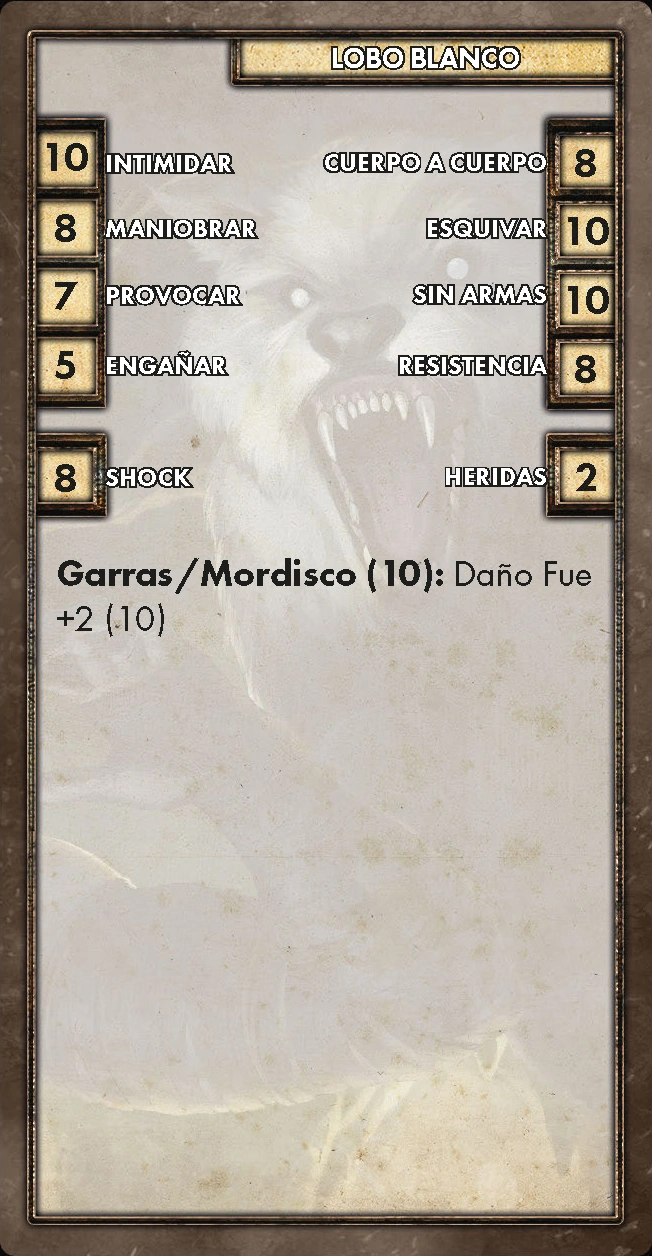 LOBO BLANCO
10 INTIMIDAR CUERPO A CUERPO 8
8 MANIOBRAR ESQUIVAR 10
7 PROVOCAR SIN ARMAS 10
5 ENGAÑAR RESISTENCIA 8
8 SHOCK HERIDAS 2
Garras/Mordisco (10): Daño Fue
+2 (10)